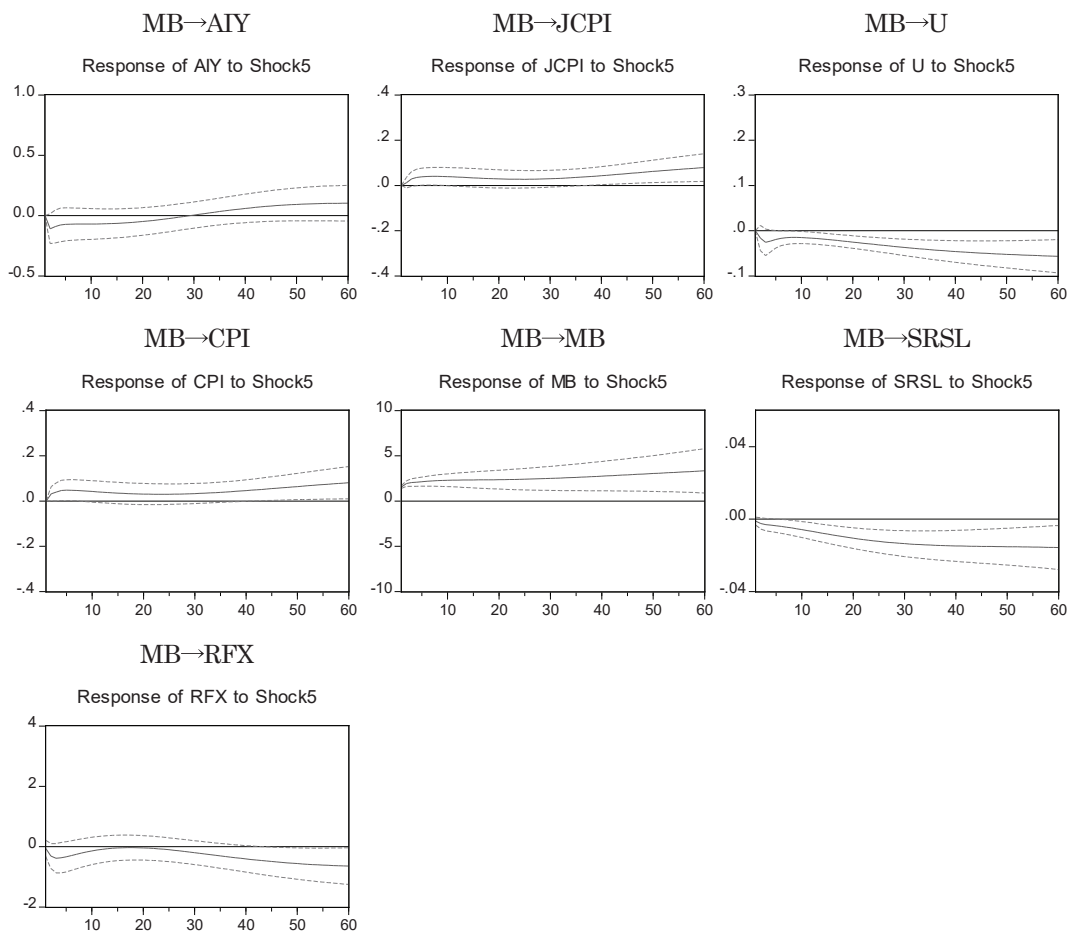 MB→AIY
Response of AIY to Shock5
1.0
0.5
0.0
-0.5
10 20 30 40 50 60
MB→JCPI
Response of JCPI to Shock5
.4
.2
.0
-.2
-.4
10 20 30 40 50 60
MB→U
Response of U to Shock5
.3
.2
.1
.0
-.1
10 20 30 40 50 60
MB→CPI
Response of CPI to Shock5
.4
.2
.0
-.2
-.4
10 20 30 40 50 60
MB→MB
Response of MB to Shock5
10
5
0
-5
-10
10 20 30 40 50 60
MB→SRSL
Response of SRSL to Shock5
.04
.00
-.04
10 20 30 40 50 60
MB→RFX
Response of RFX to Shock5
4
2
0
-2
10 20 30 40 50 60